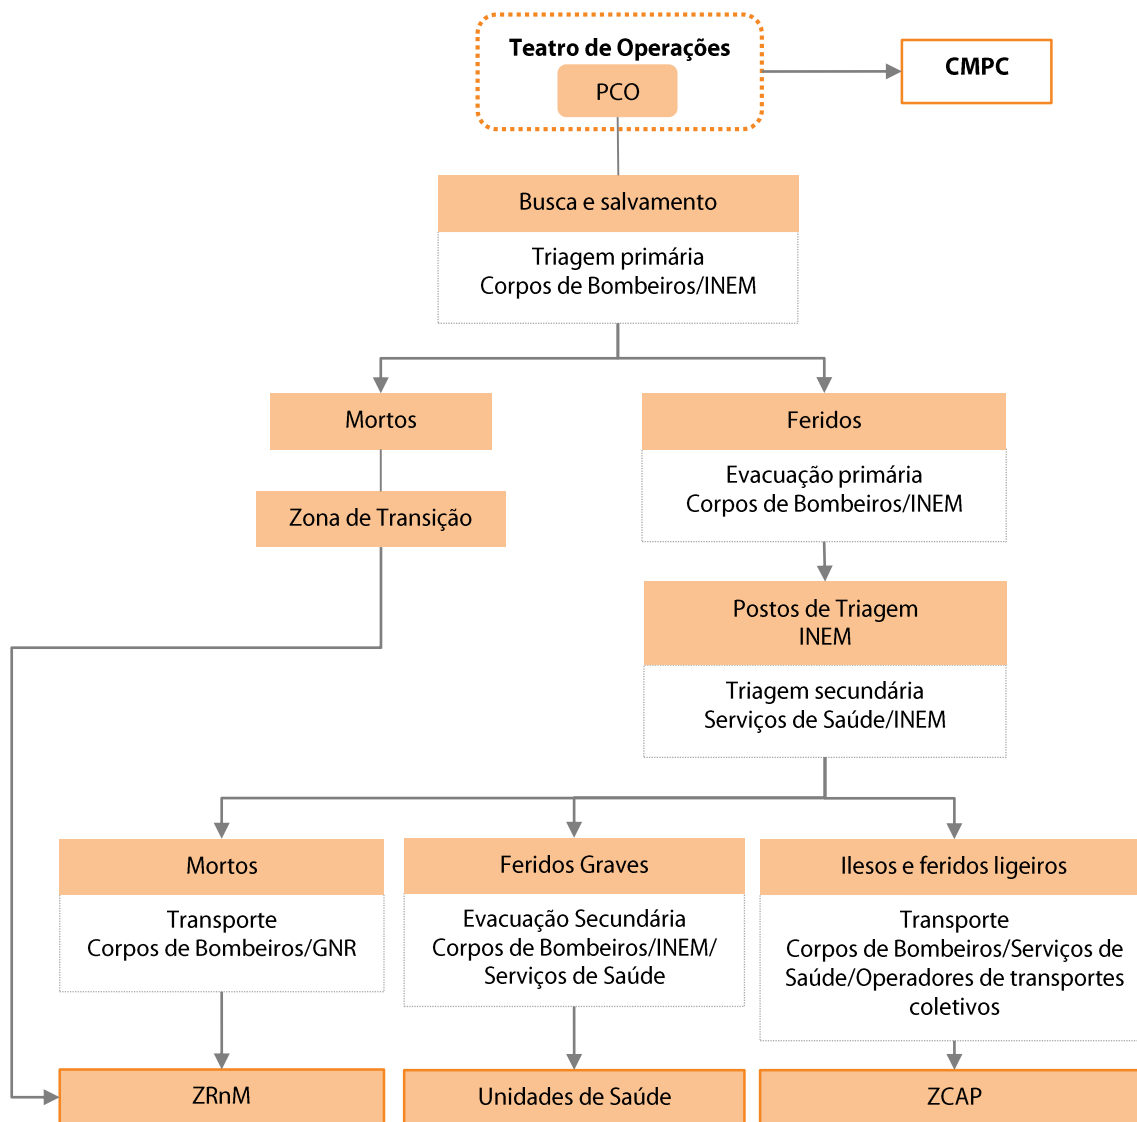 Teatro de Operações
PCO
CMPC
Busca e salvamento
Triagem primária
Corpos de Bombeiros/INEM
Mortos
Zona de Transição
Feridos
Evacuação primária
Corpos de Bombeiros/INEM
Postos de Triagem
INEM
Triagem secundária
Serviços de Saúde/INEM
Mortos
Transporte
Corpos de Bombeiros/GNR
Feridos Graves
Evacuação Secundária
Corpos de Bombeiros/INEM/
Serviços de Saúde
Ilesos e feridos ligeiros
Transporte
Corpos de Bombeiros/Serviços de
Saúde/Operadores de transportes
coletivos
ZRnM
Unidades de Saúde
ZCAP